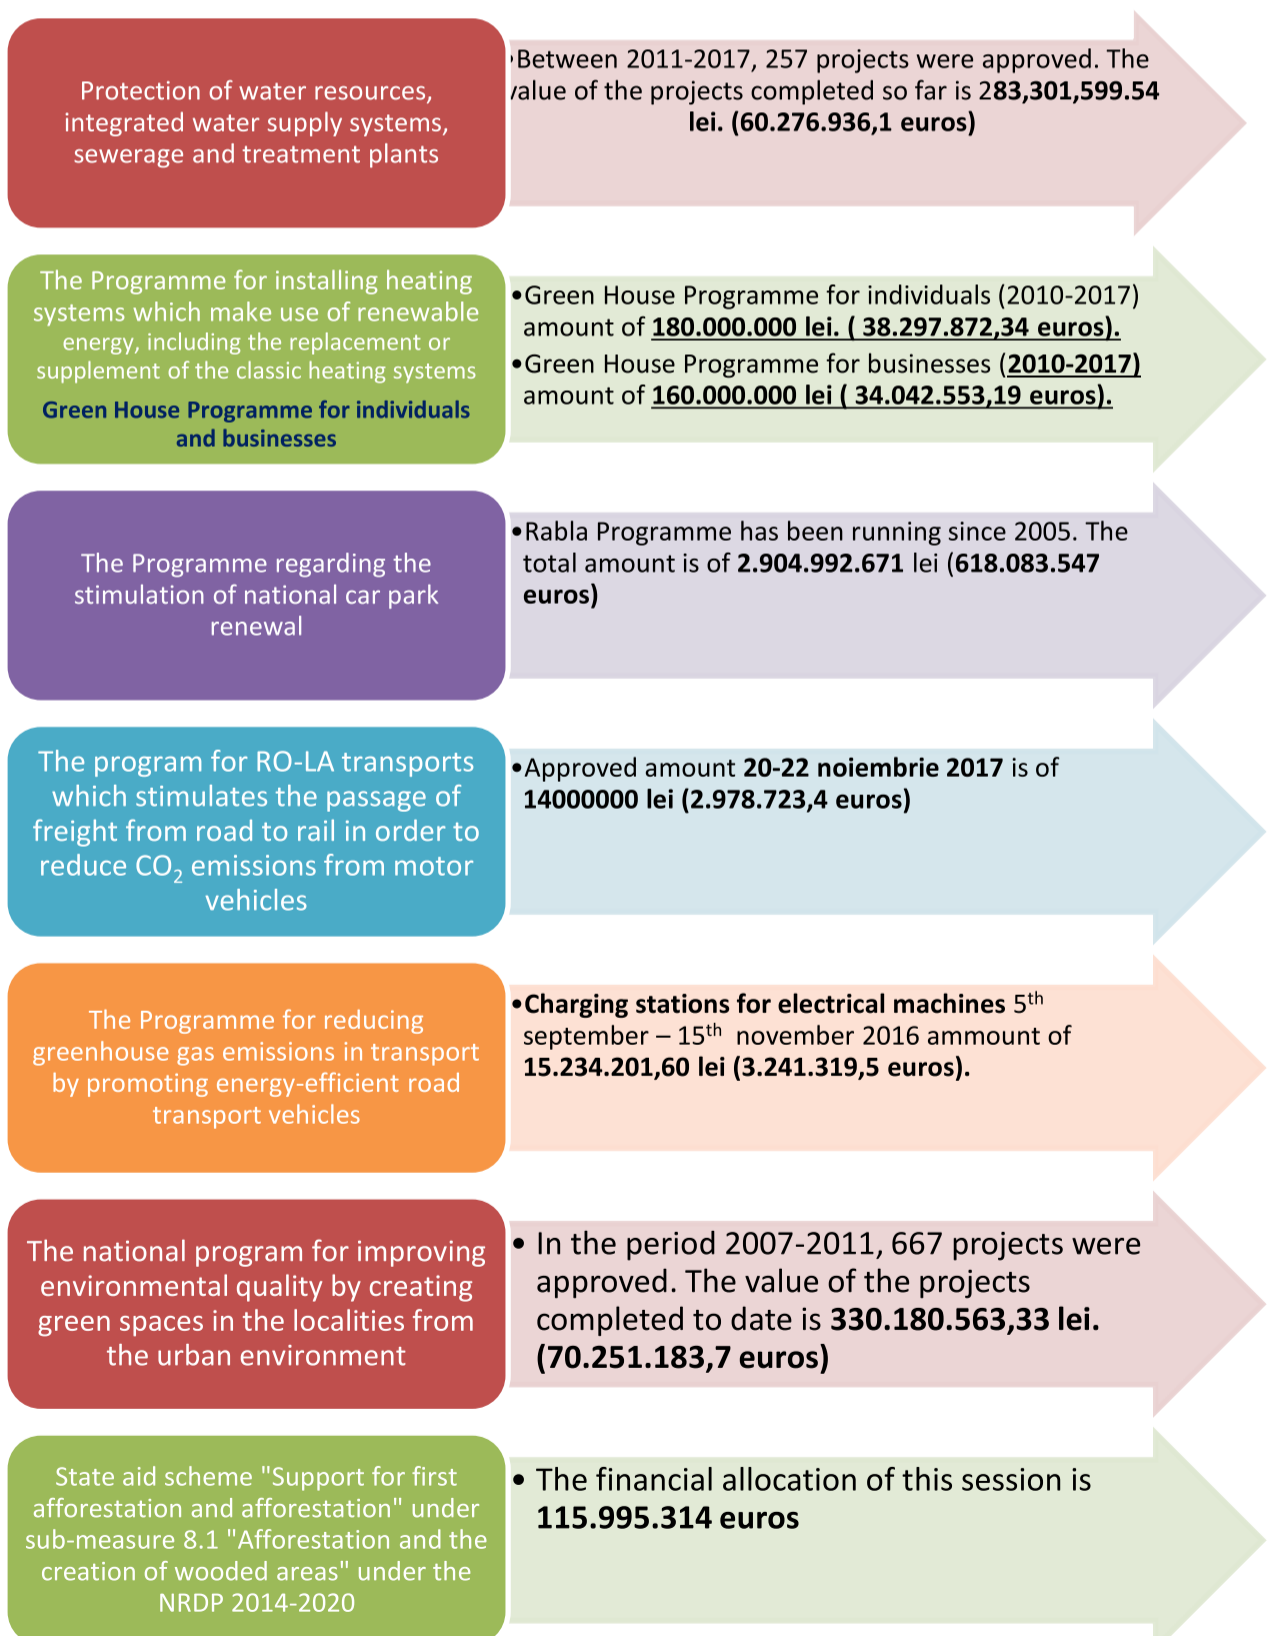 Protection of water resources,
integrated water supply systems,
sewerage and treatment plants
•Between 2011-2017, 257 projects were approved. The
value of the projects completed so far is 283,301,599.54
lei. (60.276.936,1 euros)
The Programme for installing heating
systems which make use of renewable
energy, including the replacement or
supplement of the classic heating systems
Green House Programme for individuals
and businesses
•Green House Programme for individuals (2010-2017)
amount of 180.000.000 lei. ( 38.297.872,34 euros).
•Green House Programme for businesses (2010-2017)
amount of 160.000.000 lei ( 34.042.553,19 euros).
The Programme regarding the
stimulation of national car park
renewal
•Rabla Programme has been running since 2005. The
total amount is of 2.904.992.671 lei (618.083.547
euros)
The program for RO-LA transports
which stimulates the passage of
freight from road to rail in order to
reduce CO₂ emissions from motor
vehicles
•Approved amount 20-22 noiembrie 2017 is of
14000000 lei (2.978.723,4 euros)
The Programme for reducing
greenhouse gas emissions in transport
by promoting energy-efficient road
transport vehicles
•Charging stations for electrical machines 5th
september – 15th november 2016 ammount of
15.234.201,60 lei (3.241.319,5 euros).
The national program for improving
environmental quality by creating
green spaces in the localities from
the urban environment
• In the period 2007-2011, 667 projects were
approved. The value of the projects
completed to date is 330.180.563,33 lei.
(70.251.183,7 euros)
State aid scheme "Support for first
afforestation and afforestation" under
sub-measure 8.1 "Afforestation and the
creation of wooded areas" under the
NRDP 2014-2020
• The financial allocation of this session is
115.995.314 euros